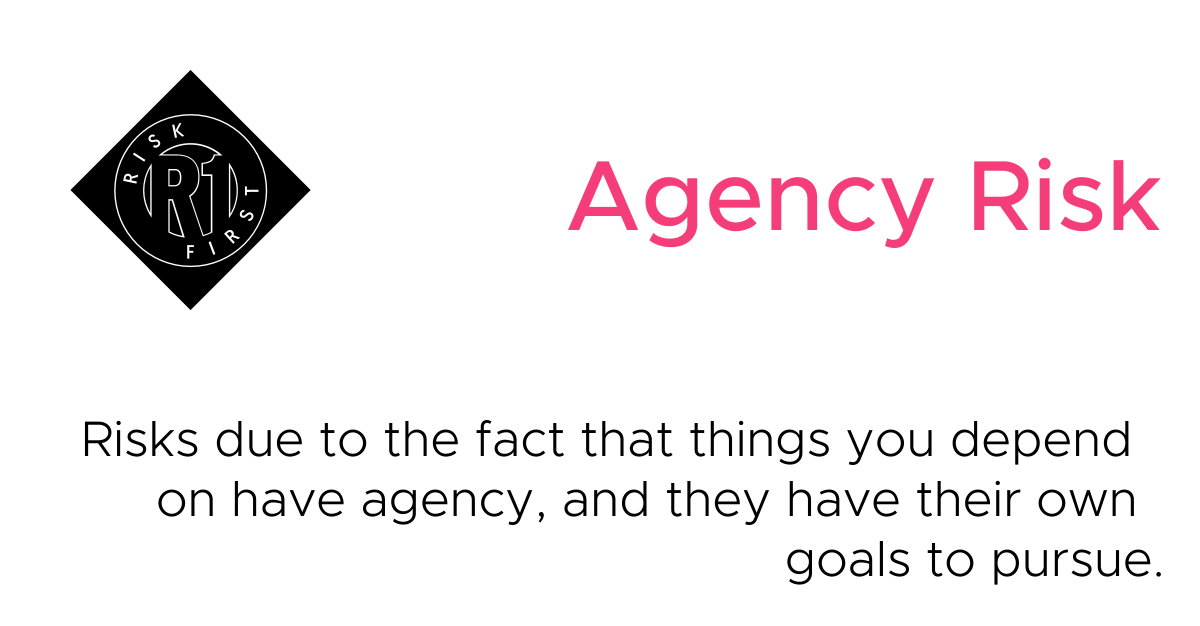 RISK
R1
FIRST
Agency Risk
Risks due to the fact that things you depend
on have agency, and they have their own
goals to pursue.